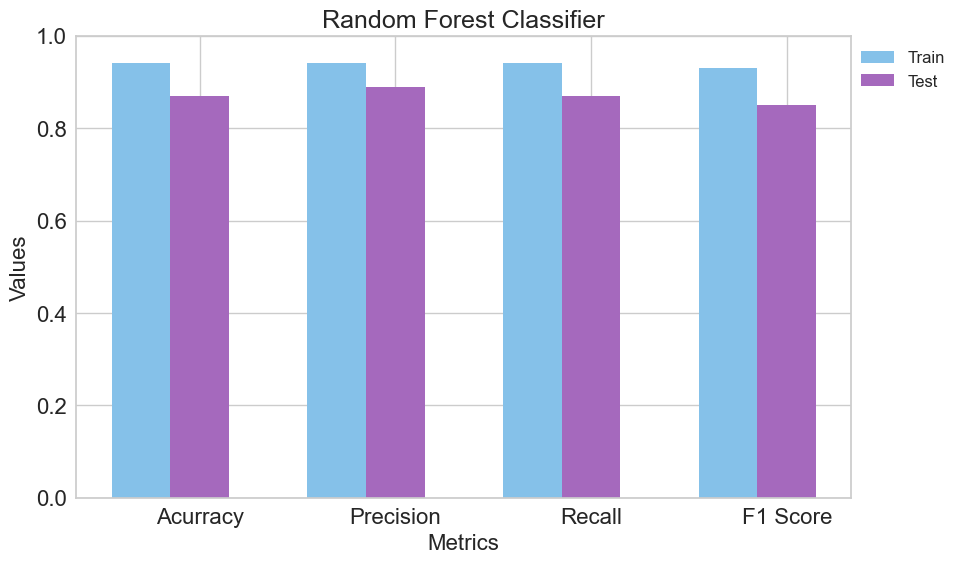 Random Forest Classifier
1.0
0.8
0.6
0.4
0.2
0.0
Values
Acurracy Precision Recall F1 Score
Metrics
Train
Test